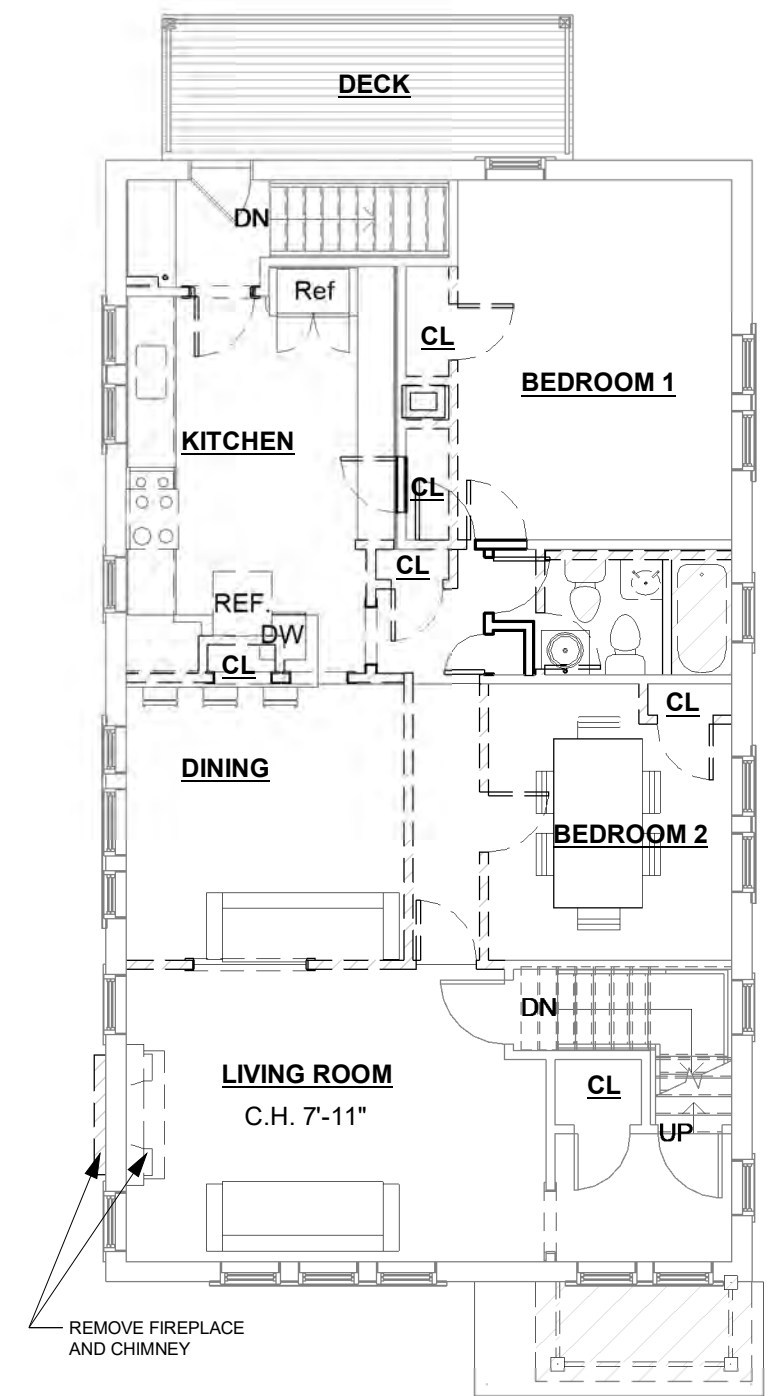 DECK
DN
Ref
CL
BEDROOM 1
KITCHEN
CL
CL
REF.
DW
CL
CL
DINING
BEDROOM 2
DN
LIVING ROOM
C.H. 7'-11"
CL
UP
REMOVE FIREPLACE
AND CHIMNEY